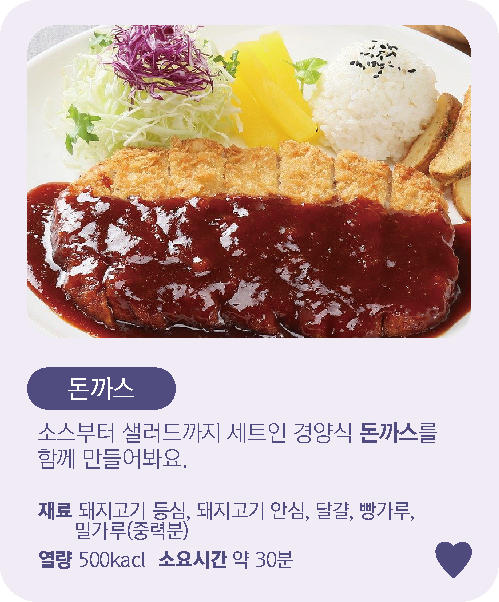 돈까스
소스부터 샐러드까지 세트인 경양식 돈까스를
함께 만들어봐요.
재료 돼지고기 등심, 돼지고기 안심, 달걀, 빵가루,
밀가루(중력분)
열량 500kacl 소요시간 약 30분